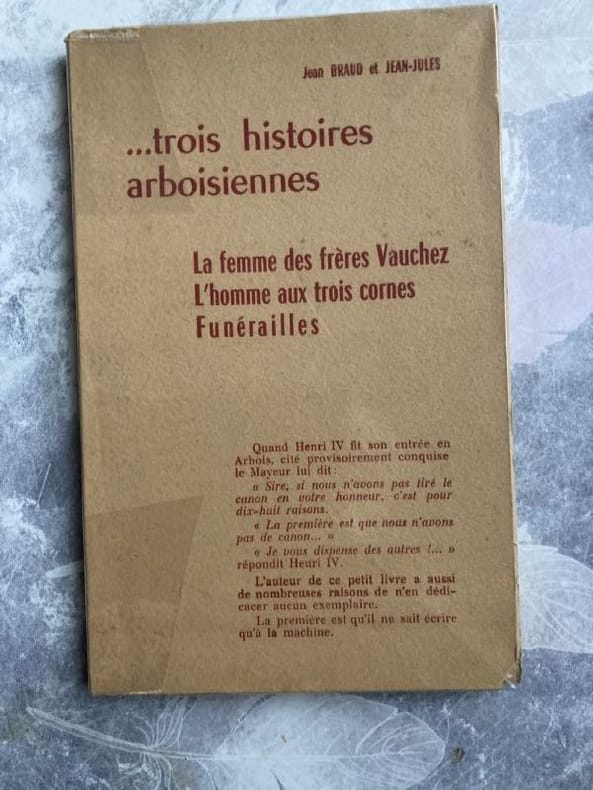 Jean BRAUD et JEAN-JULES
...trois histoires
arboisiennes
La femme des frères Vauchez
L'homme aux trois cornes
Funérailles
Quand Henri IV fit son entrée en
Arbois, cité provisoirement conquise
le Mayeur lui dit :
« Sire, si nous n'avons pas tiré le
canon en votre honneur, c'est pour
dix-huit raisons.
« La première est que nous n'avons
pas de canon... »
« Je vous dispense des autres !... »
répondit Henri IV.
L'auteur de ce petit livre a aussi
de nombreuses raisons de n'en dédi-
cacer aucun exemplaire.
La première est qu'il ne sait écrire
qu'à la machine.